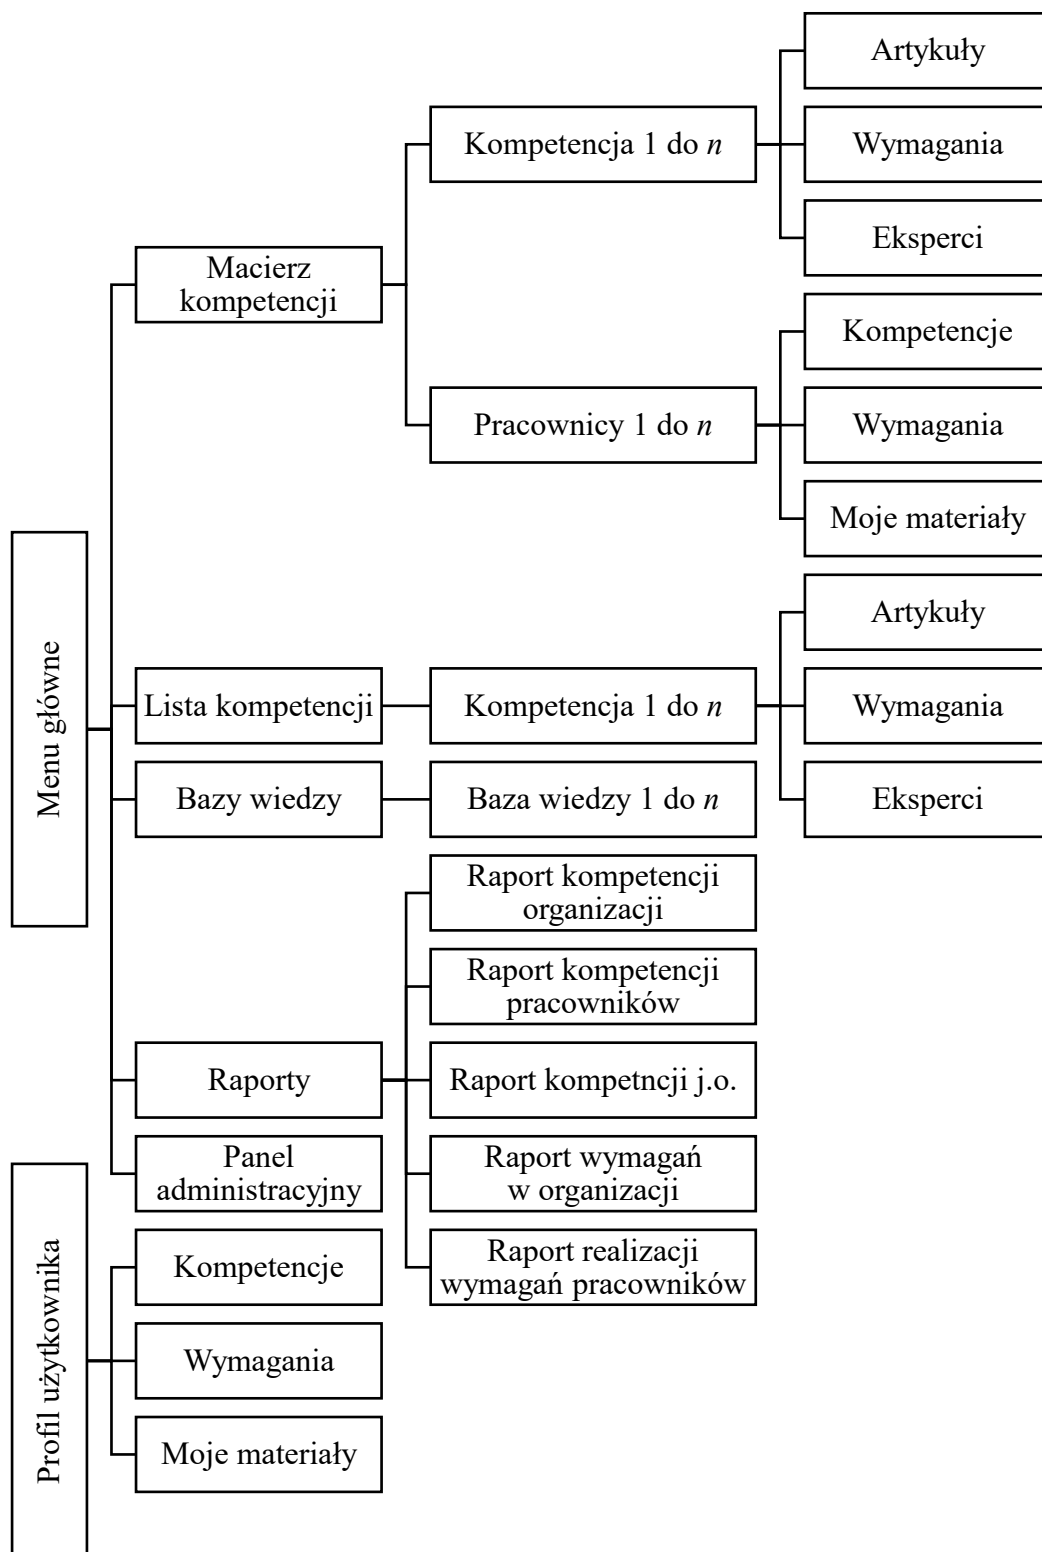 Menu główne
Macierz
kompetencji
Kompetencja 1 do n
Artykuły
Wymagania
Eksperci
Pracownicy 1 do n
Kompetencje
Wymagania
Moje materiały
Lista kompetencji
Kompetencja 1 do n
Artykuły
Wymagania
Eksperci
Bazy wiedzy
Baza wiedzy 1 do n
Raporty
Raport kompetencji
organizacji
Raport kompetencji
pracowników
Raport kompetncji j.o.
Raport wymagań
w organizacji
Raport realizacji
wymagań pracowników
Panel
administracyjny
Profil użytkownika
Kompetencje
Wymagania
Moje materiały